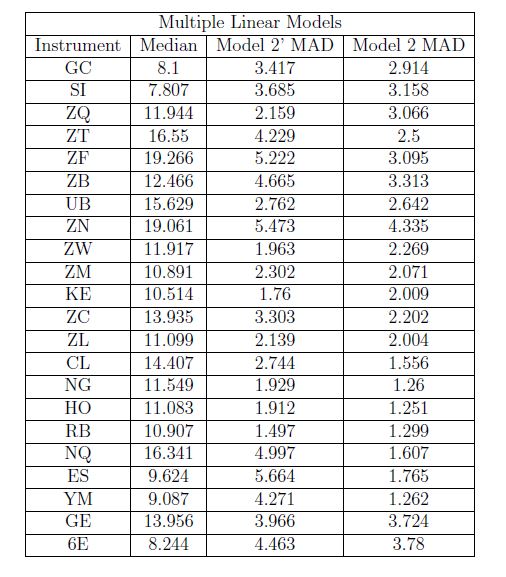 Multiple Linear Models
Instrument Median Model 2' MAD Model 2 MAD
GC 8.1 3.417 2.914
SI 7.807 3.685 3.158
ZQ 11.944 2.159 3.066
ZT 16.55 4.229 2.5
ZF 19.266 5.222 3.095
ZB 12.466 4.665 3.313
UB 15.629 2.762 2.642
ZN 19.061 5.473 4.335
ZW 11.917 1.963 2.269
ZM 10.891 2.302 2.071
KE 10.514 1.76 2.009
ZC 13.935 3.303 2.202
ZL 11.099 2.139 2.004
CL 14.407 2.744 1.556
NG 11.549 1.929 1.26
HO 11.083 1.912 1.251
RB 10.907 1.497 1.299
NQ 16.341 4.997 1.607
ES 9.624 5.664 1.765
YM 9.087 4.271 1.262
GE 13.956 3.966 3.724
6E 8.244 4.463 3.78